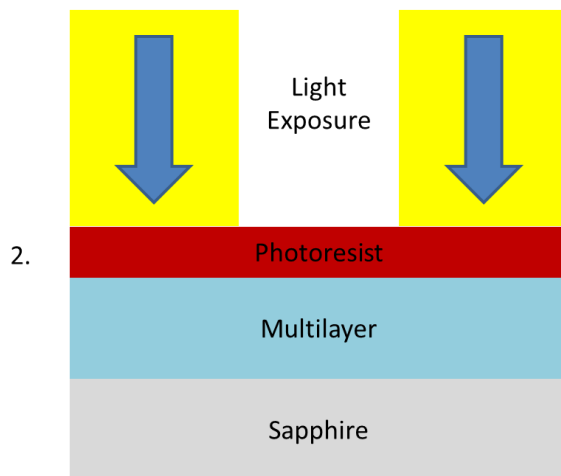 Light
Exposure
2.
Photoresist
Multilayer
Sapphire